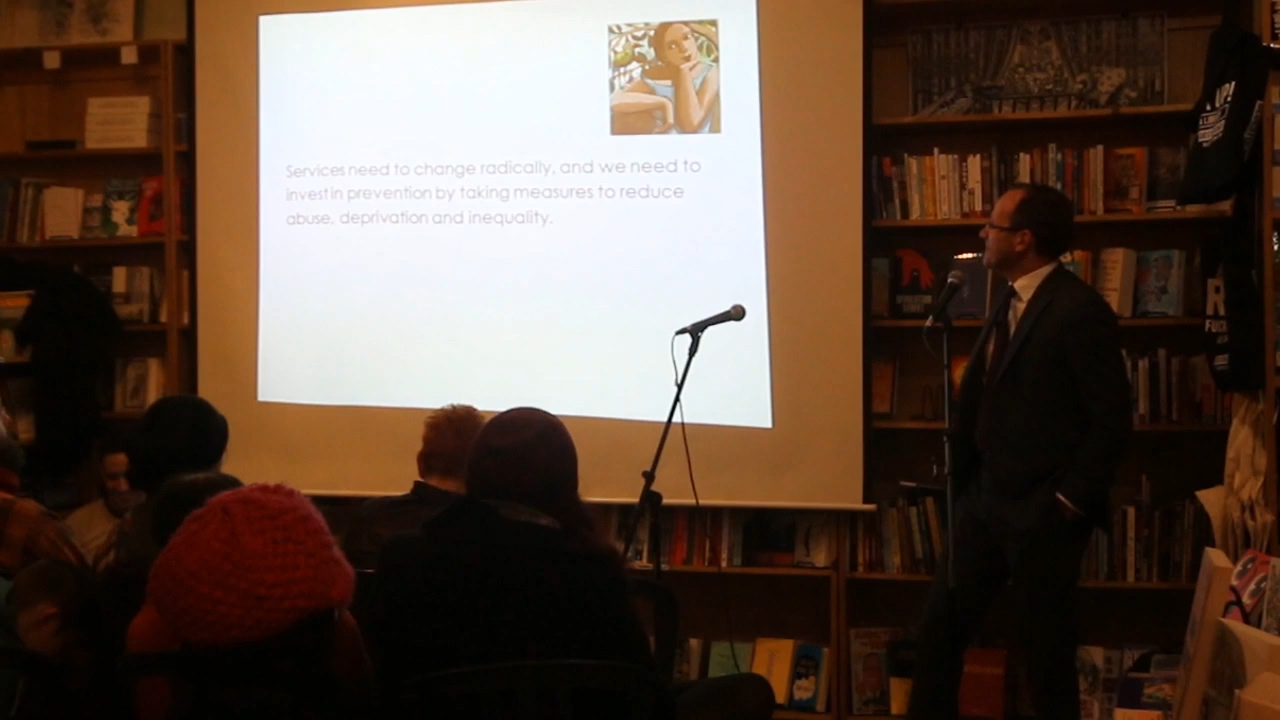 Services need to change radically, and we need to
invest in prevention by taking measures to reduce
abuse, deprivation and inequality.